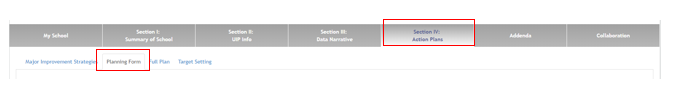 My School
Section I:
Summary of School
Section II:
UIP Info
Section III:
Data Narrative
Section IV:
Action Plans
Addenda
Collaboration
Major Improvement Strategies Planning Form Full Plan Target Setting